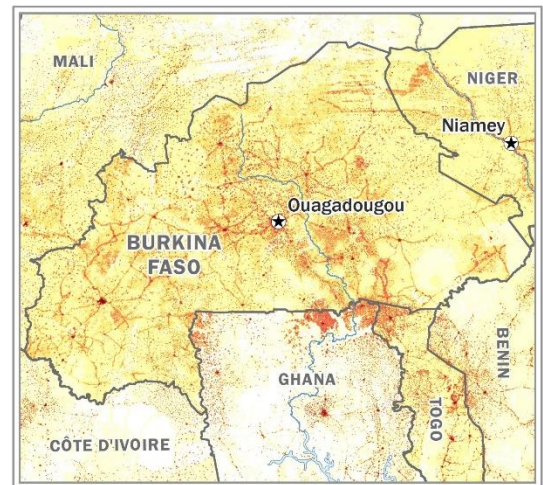 MALI
NIGER
Niamey
Ouagadougou
BURKINA
FASO
BENIN
GHANA
TOGO
CÔTE D'IVOIRE